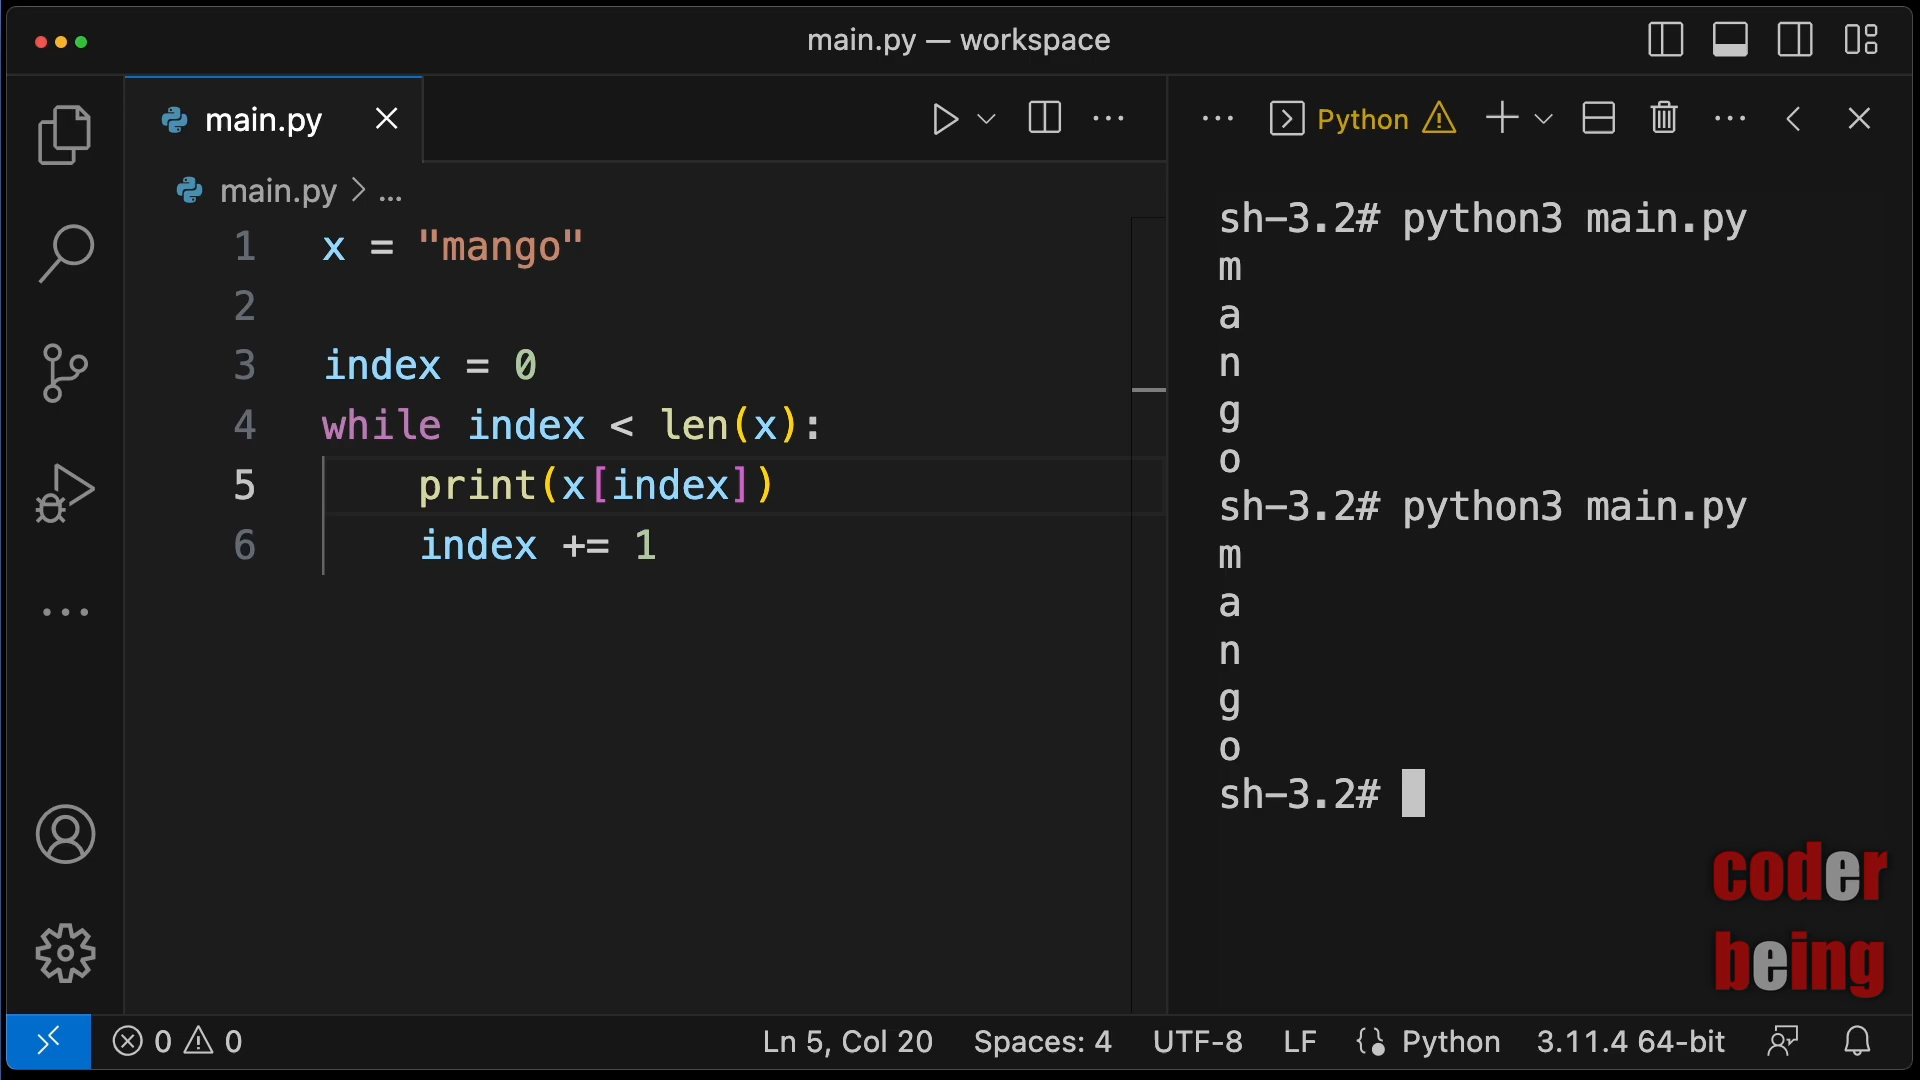 main.py — workspace
main.py
Python
main.py > ...
1 x = "mango"
2
3 index = 0
4 while index < len(x):
5     print(x[index])
6     index += 1
sh-3.2# python3 main.py
m
a
n
g
o
sh-3.2# python3 main.py
m
a
n
g
o
sh-3.2#
coder
being
0 0 Ln 5, Col 20 Spaces: 4 UTF-8 LF Python 3.11.4 64-bit